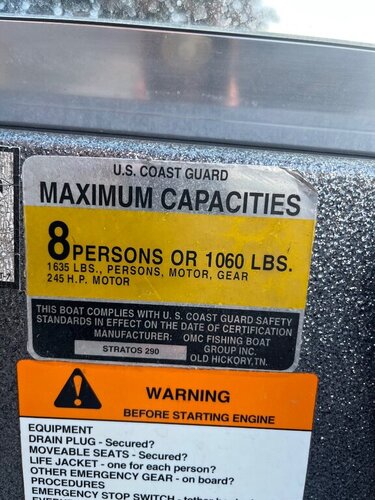 U.S. COAST GUARD
MAXIMUM CAPACITIES
8 PERSONS OR 1060 LBS.
1635 LBS., PERSONS, MOTOR, GEAR
245 H.P. MOTOR
THIS BOAT COMPLIES WITH U. S. COAST GUARD SAFETY
STANDARDS IN EFFECT ON THE DATE OF CERTIFICATION
MANUFACTURER: OMC FISHING BOAT
STRATOS 290 GROUP INC.
OLD HICKORY,TN.
WARNING
BEFORE STARTING ENGINE
EQUIPMENT
DRAIN PLUG - Secured?
MOVEABLE SEATS - Secured?
LIFE JACKET - one for each person?
OTHER EMERGENCY GEAR - on board?
PROCEDURES
EMERGENCY STOP SWITCH -